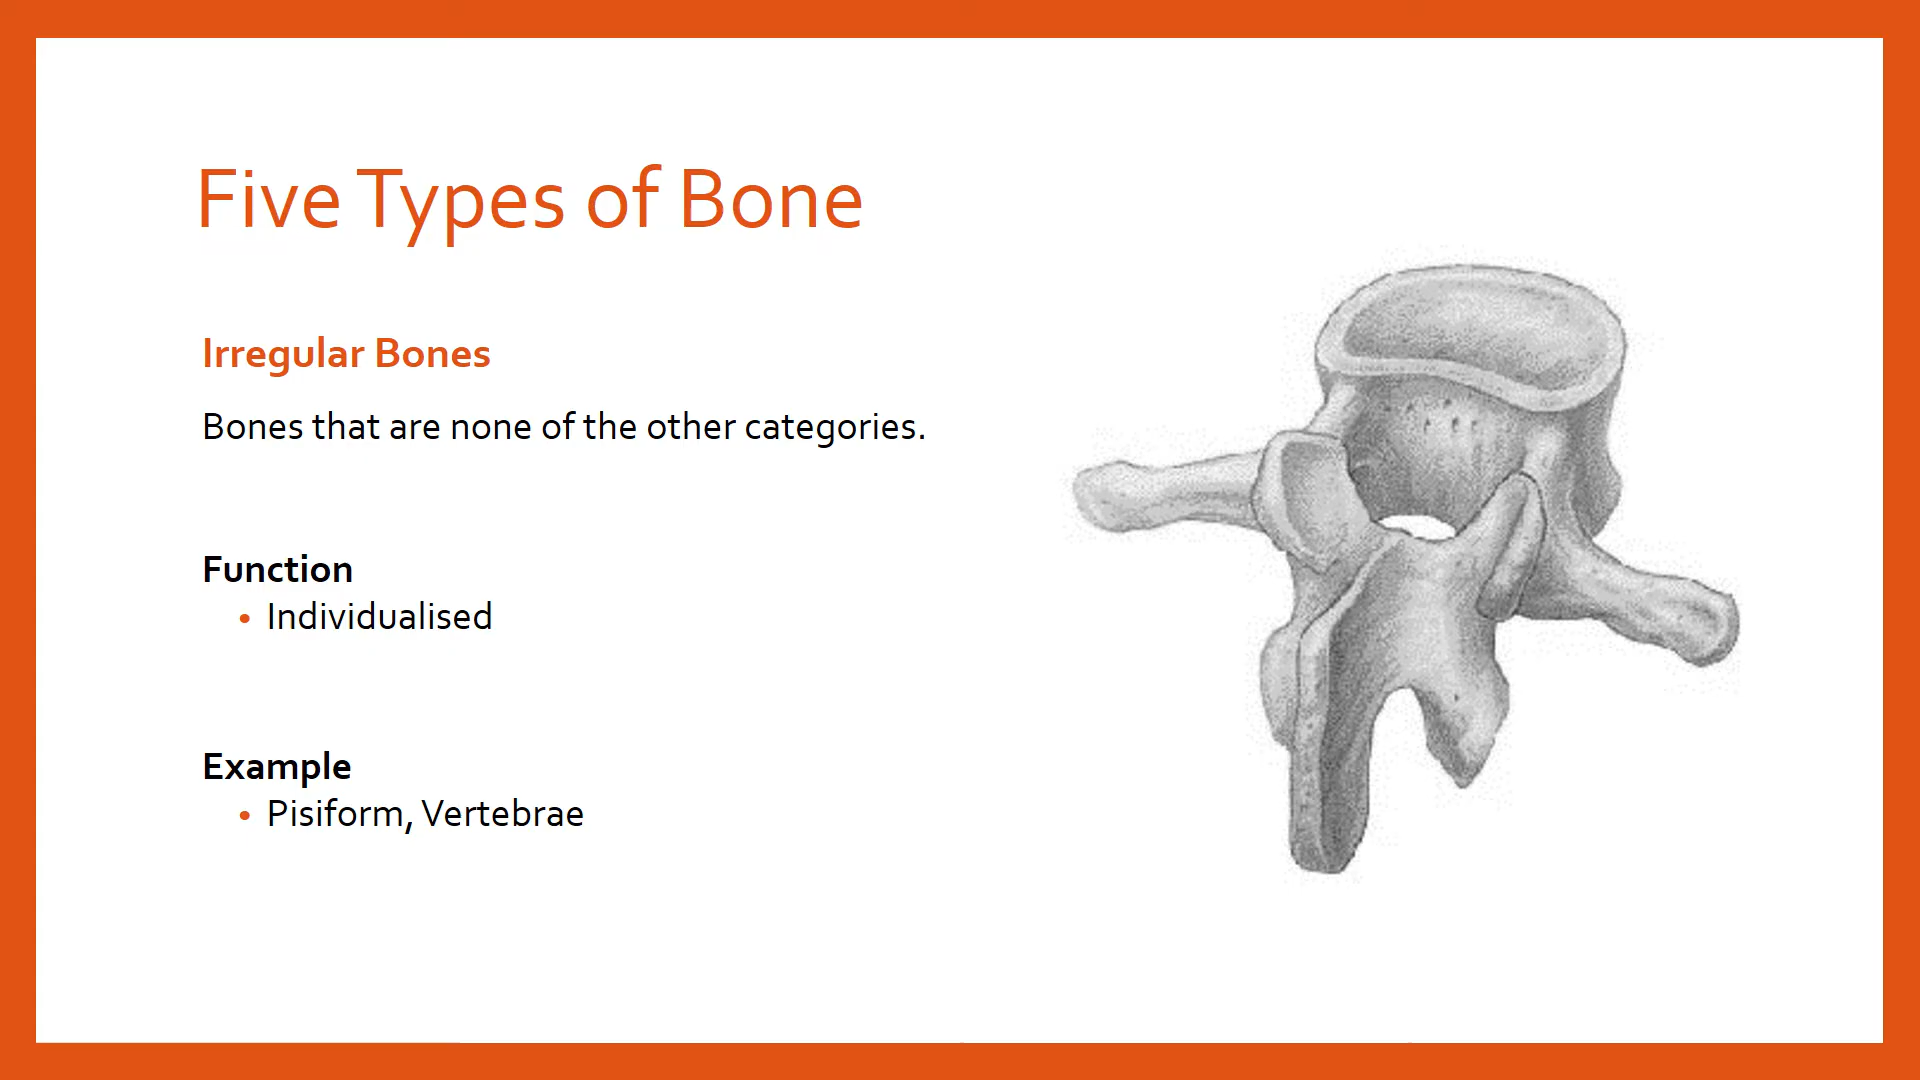 Five Types of Bone
Irregular Bones
Bones that are none of the other categories.
Function
• Individualised
Example
• Pisiform, Vertebrae